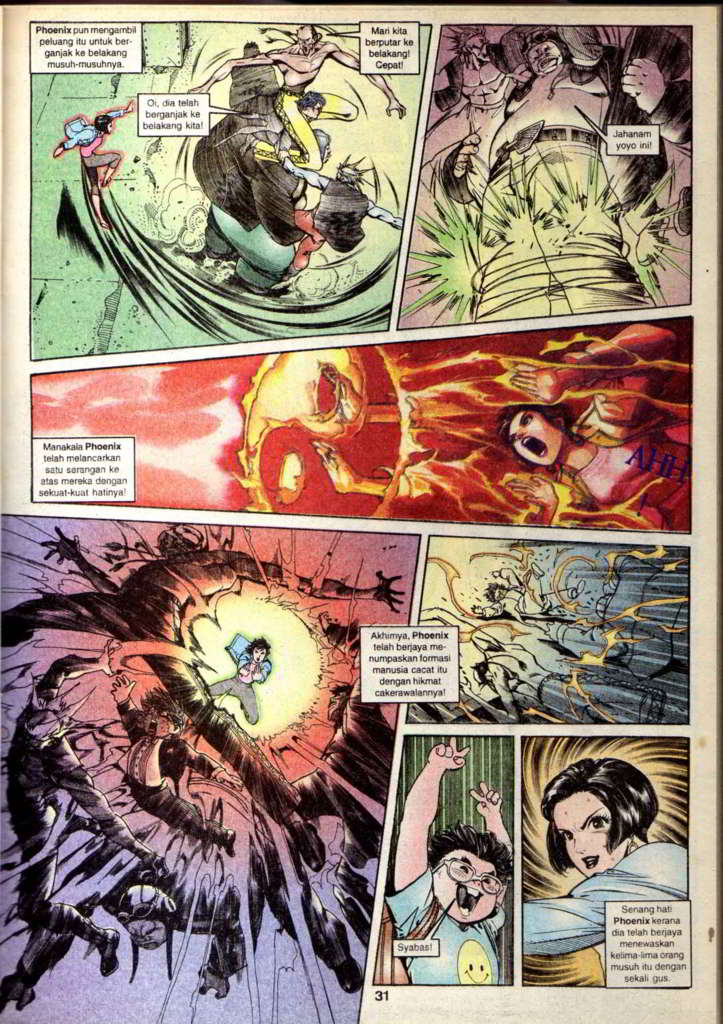 Phoenix pun mengambil
peluang itu untuk ber-
ganjak ke belakang
musuh-musuhnya.
Mari kita
berputar ke
belakang!
Cepat!
Oi, dia telah
berganjak ke
belakang kita!
Jahanam
yoyo ini!
Manakala Phoenix
telah melancarkan
satu serangan ke
atas mereka dengan
sekuat-kuat hatinya!
AHH
Akhirnya, Phoenix
telah berjaya me-
numpaskan formasi
manusia cacat itu
dengan hikmat
cakerawalannya!
Syabas!
Senang hati
Phoenix kerana
dia telah berjaya
menewaskan
kelima-lima orang
musuh itu dengan
sekali gus.
31